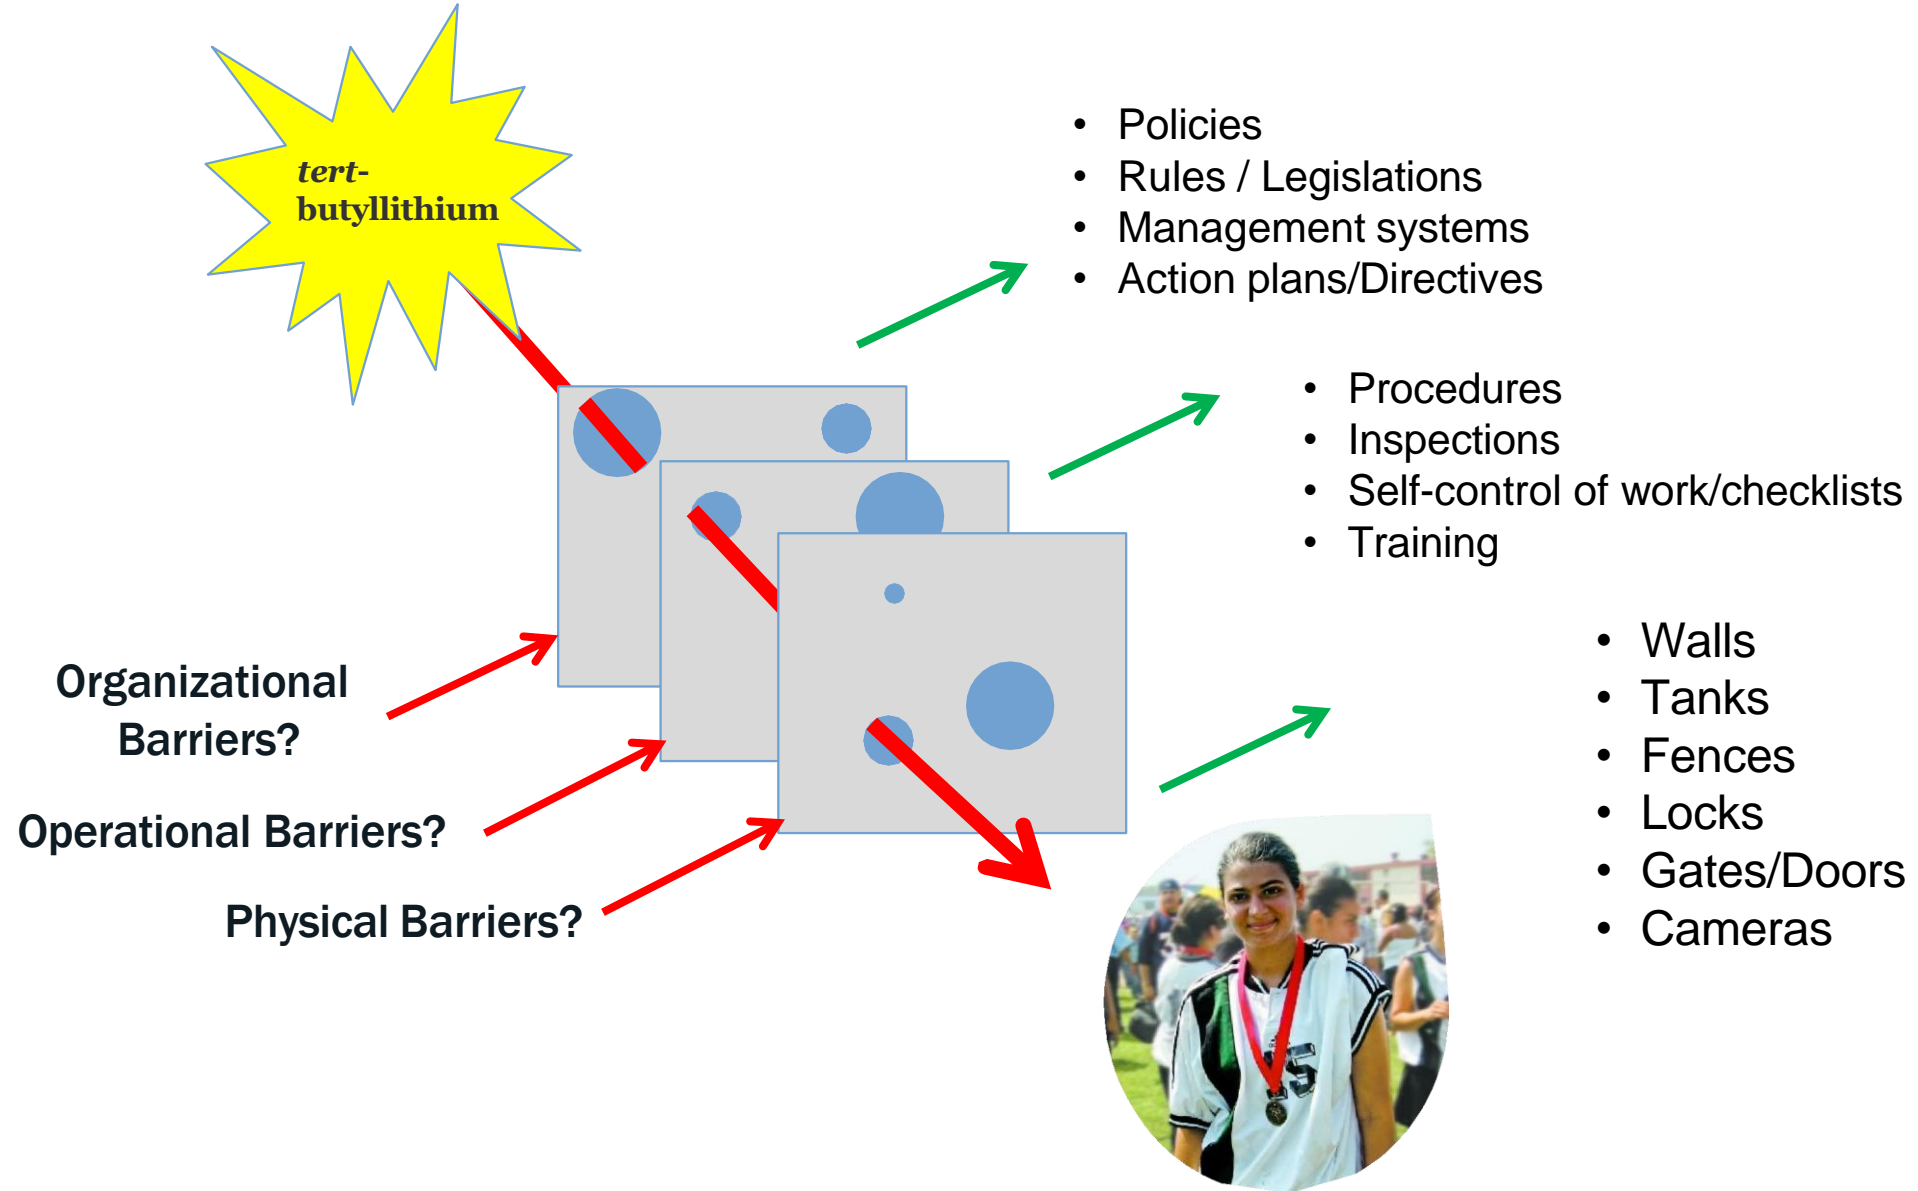 tert-
butyllithium
• Policies
• Rules / Legislations
• Management systems
• Action plans/Directives
• Procedures
• Inspections
• Self-control of work/checklists
• Training
Organizational
Barriers?
Operational Barriers?
Physical Barriers?
• Walls
• Tanks
• Fences
• Locks
• Gates/Doors
• Cameras